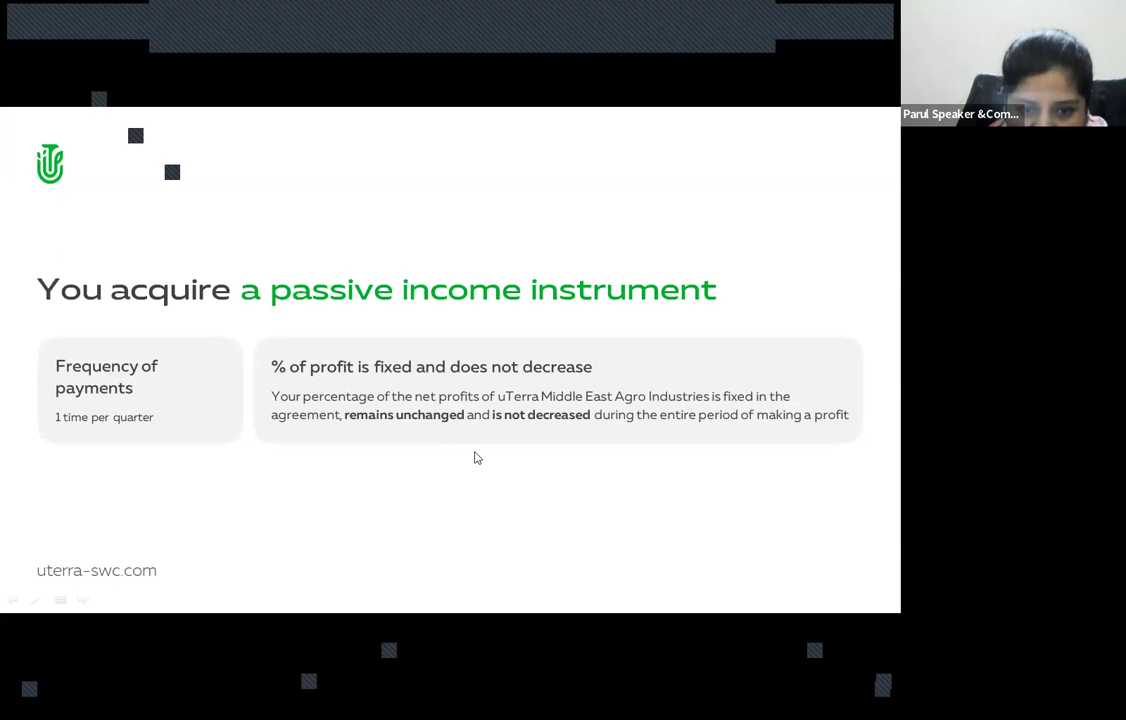 Parul Speaker &Com...
You acquire a passive income instrument
Frequency of
payments
1 time per quarter
% of profit is fixed and does not decrease
Your percentage of the net profits of uTerra Middle East Agro Industries is fixed in the
agreement, remains unchanged and is not decreased during the entire period of making a profit
uterra-swc.com